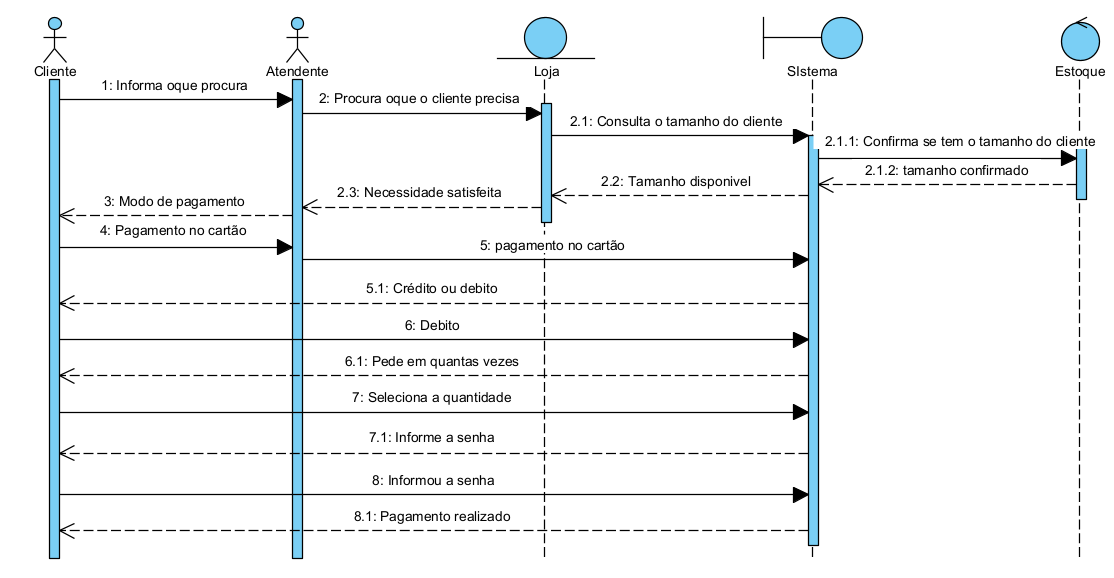 Cliente
Atendente
Loja
SIstema
Estoque
1: Informa oque procura
2: Procura oque o cliente precisa
2.1: Consulta o tamanho do cliente
2.1.1: Confirma se tem o tamanho do cliente
2.1.2: tamanho confirmado
2.2: Tamanho disponivel
2.3: Necessidade satisfeita
3: Modo de pagamento
4: Pagamento no cartão
5: pagamento no cartão
5.1: Crédito ou debito
6: Debito
6.1: Pede em quantas vezes
7: Seleciona a quantidade
7.1: Informe a senha
8: Informou a senha
8.1: Pagamento realizado